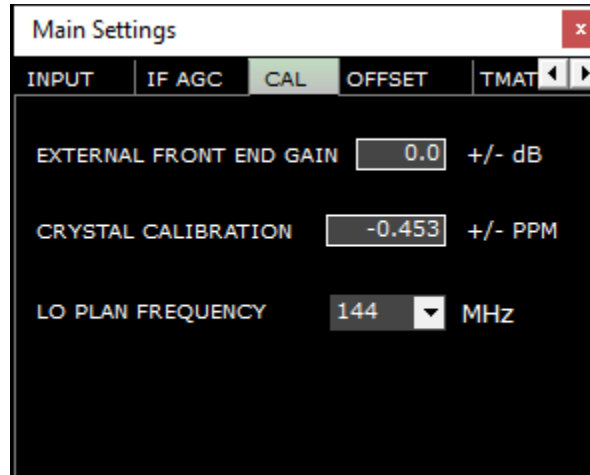 Main Settings x
INPUT IF AGC CAL OFFSET TMAT
EXTERNAL FRONT END GAIN 0.0 +/- dB
CRYSTAL CALIBRATION -0.453 +/- PPM
LO PLAN FREQUENCY 144 MHz